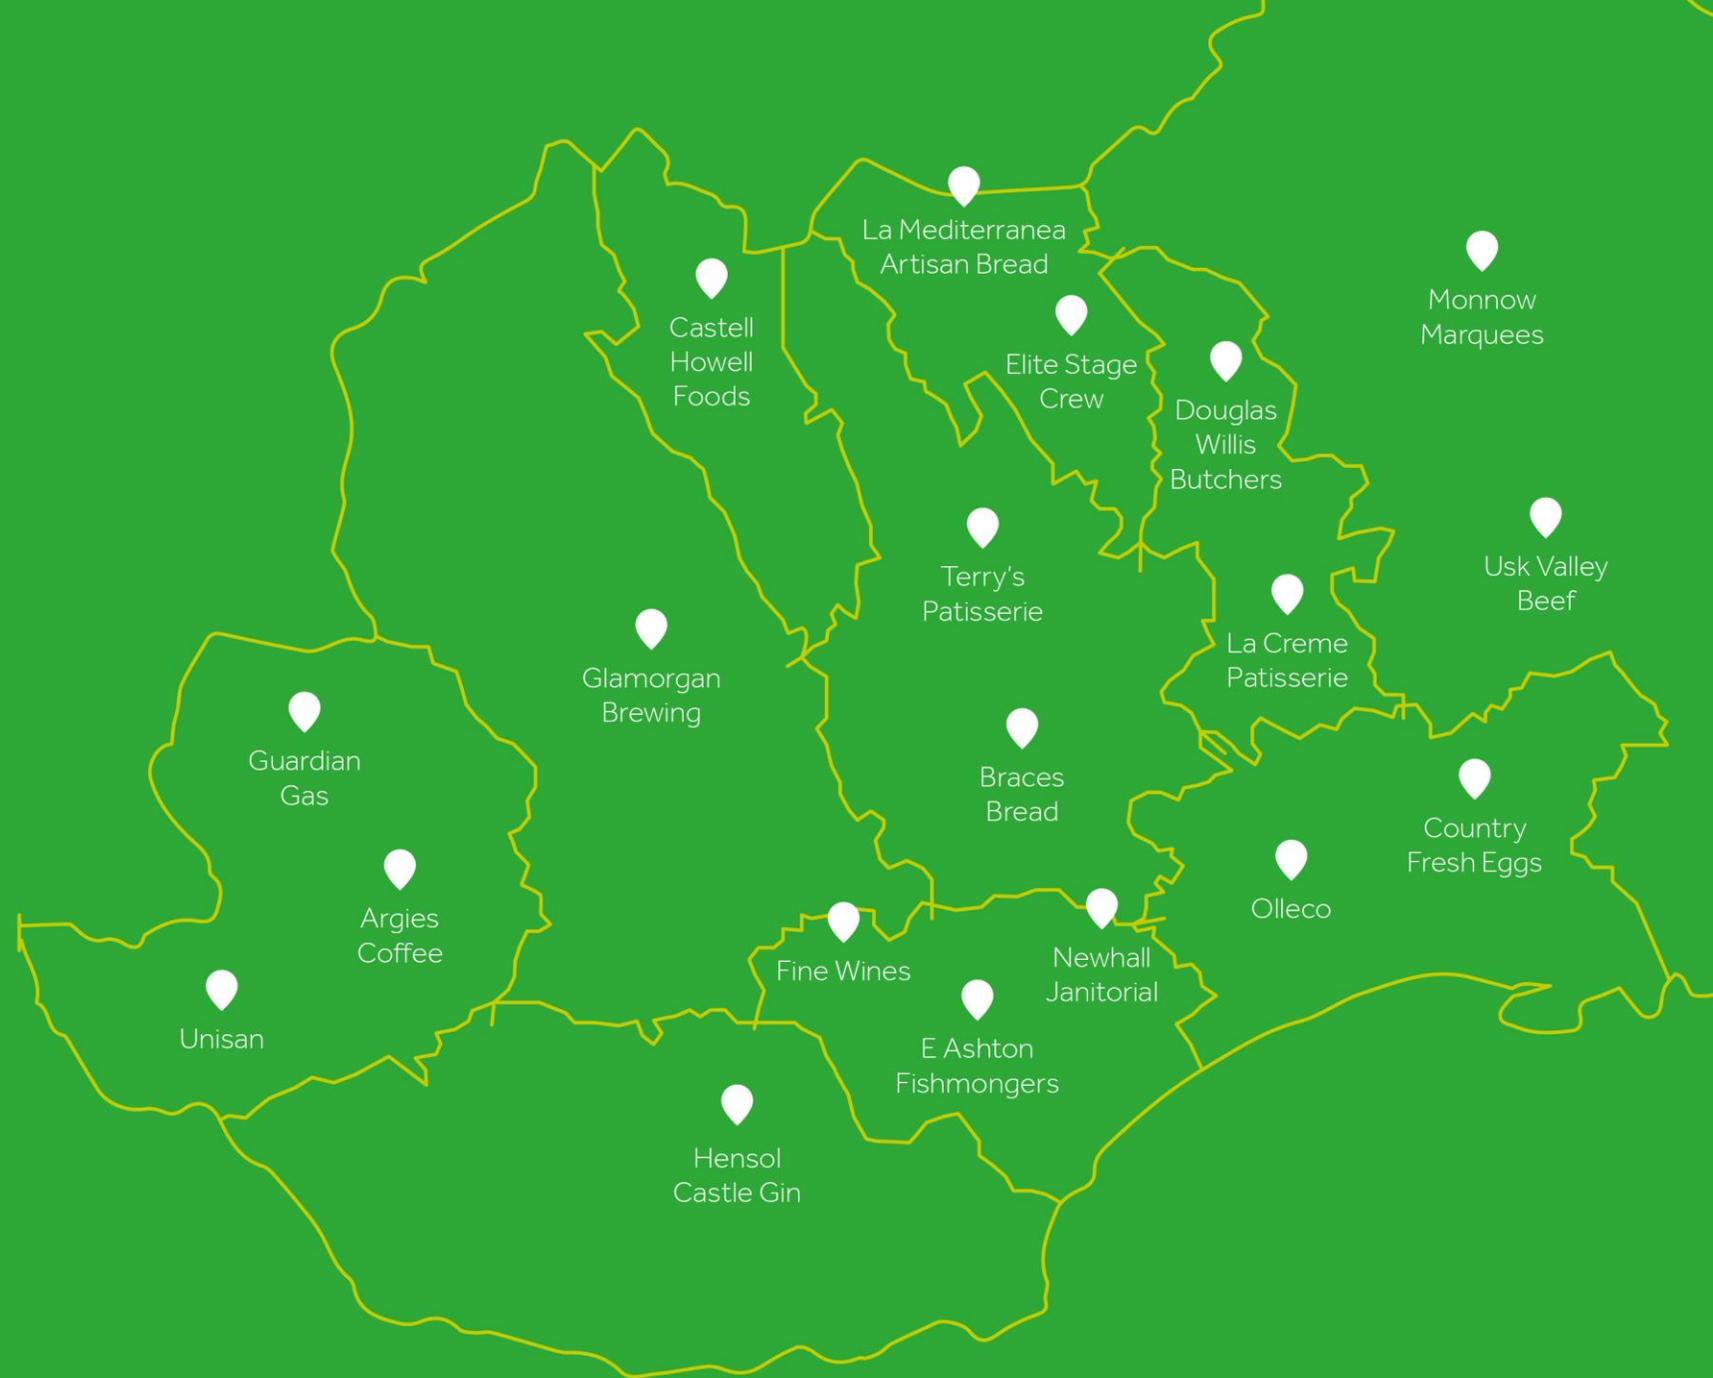 La Mediterranea
Artisan Bread
Monnow
Marquees
Castell
Howell
Foods
Elite Stage
Crew
Douglas
Willis
Butchers
Terry's
Patisserie
Usk Valley
Beef
La Creme
Patisserie
Glamorgan
Brewing
Guardian
Gas
Braces
Bread
Country
Fresh Eggs
Olleco
Argies
Coffee
Fine Wines
Newhall
Janitorial
Unisan
E Ashton
Fishmongers
Hensol
Castle Gin